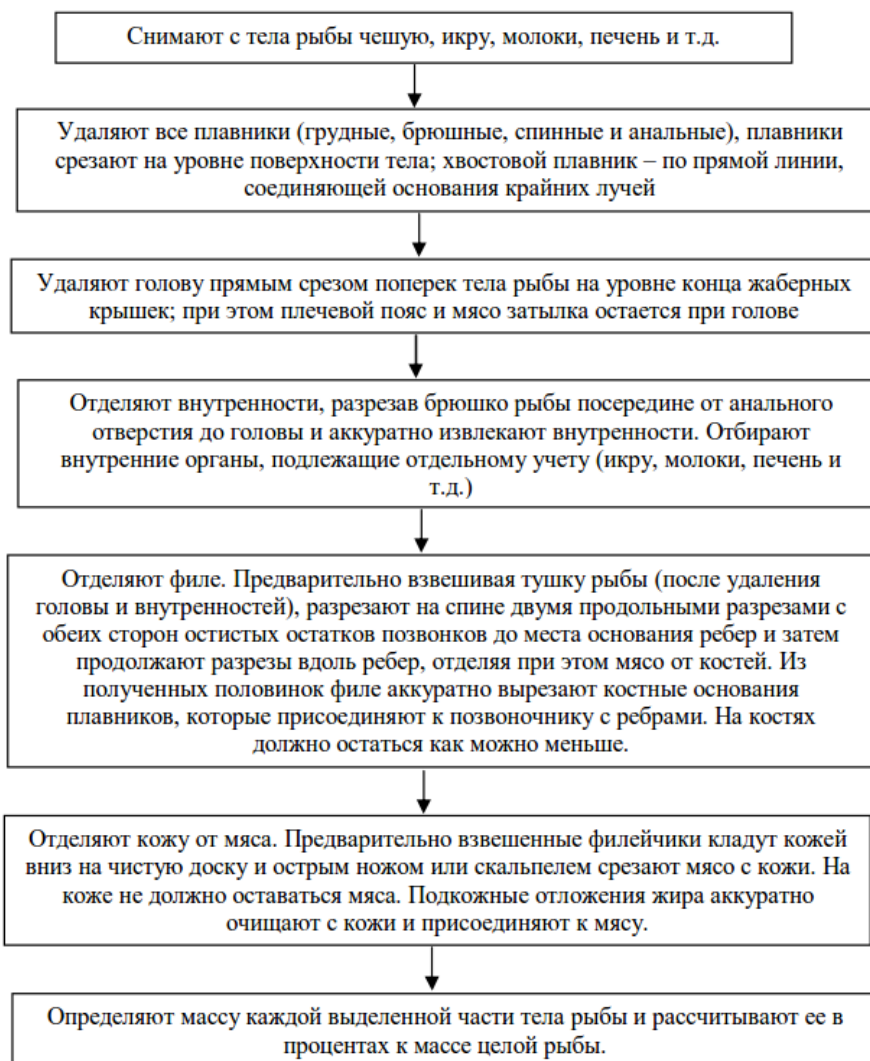 Снимают с тела рыбы чешую, икру, молоки, печень и т.д.
Удаляют все плавники (грудные, брюшные, спинные и анальные), плавники
срезают на уровне поверхности тела; хвостовой плавник – по прямой линии,
соединяющей основания крайних лучей
Удаляют голову прямым срезом поперек тела рыбы на уровне конца жаберных
крышек; при этом плечевой пояс и мясо затылка остается при голове
Отделяют внутренности, разрезав брюшко рыбы посередине от анального
отверстия до головы и аккуратно извлекают внутренности. Отбирают
внутренние органы, подлежащие отдельному учету (икру, молоки, печень и
т.д.)
Отделяют филе. Предварительно взвешивая тушку рыбы (после удаления
головы и внутренностей), разрезают на спине двумя продольными разрезами с
обеих сторон остистых остатков позвонков до места основания ребер и затем
продолжают разрезы вдоль ребер, отделяя при этом мясо от костей. Из
полученных половинок филе аккуратно вырезают костные основания
плавников, которые присоединяют к позвоночнику с ребрами. На костях
должно остаться как можно меньше.
Отделяют кожу от мяса. Предварительно взвешенные филейчики кладут кожей
вниз на чистую доску и острым ножом или скальпелем срезают мясо с кожи. На
коже не должно оставаться мяса. Подкожные отложения жира аккуратно
очищают с кожи и присоединяют к мясу.
Определяют массу каждой выделенной части тела рыбы и рассчитывают ее в
процентах к массе целой рыбы.